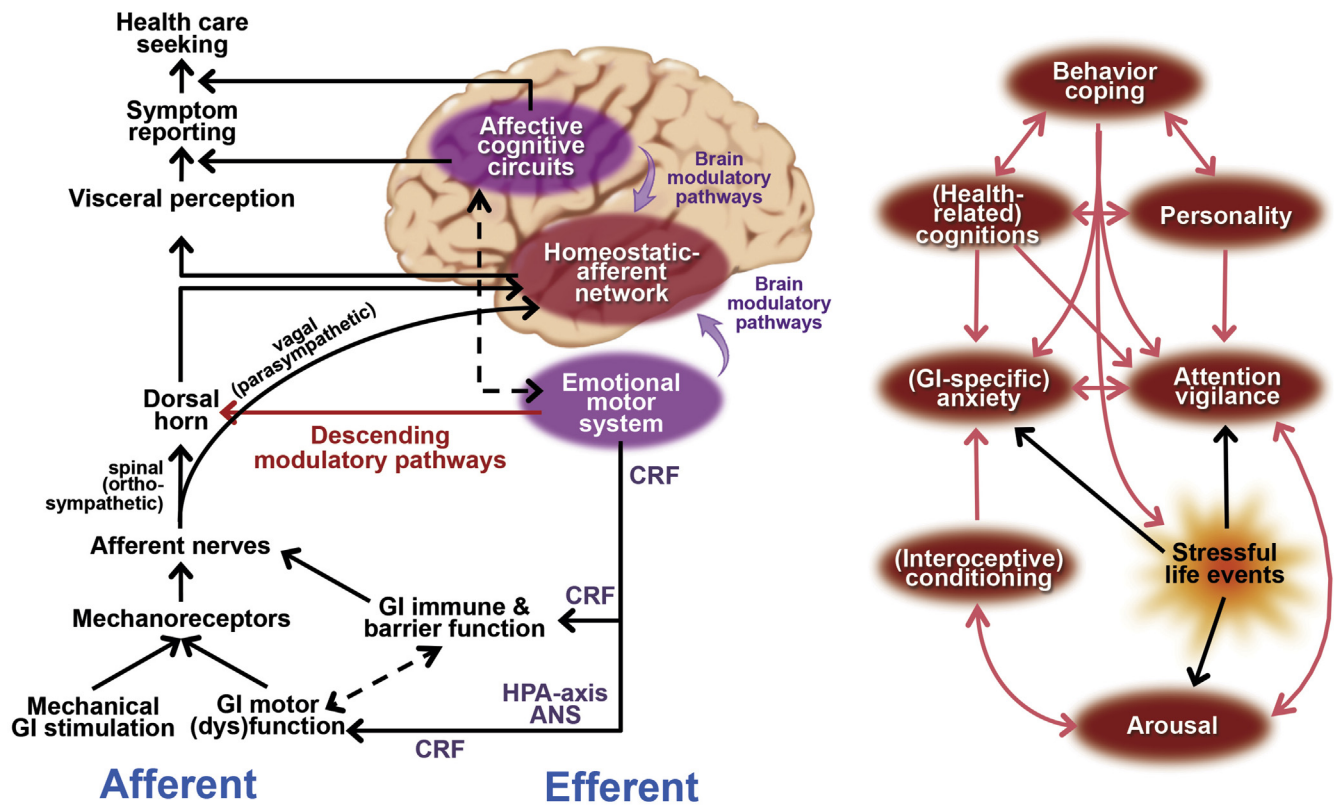 Health care
seeking
Symptom
reporting
Visceral perception
Affective
cognitive
circuits
Brain
modulatory
pathways
Homeostatic-
afferent
network
Brain
modulatory
pathways
vagal
(parasympathetic)
Dorsal
horn
Emotional
motor
system
Descending
modulatory pathways
CRF
spinal
(ortho-
sympathetic)
Afferent nerves
Mechanoreceptors
GI immune &
barrier function
CRF
Mechanical
GI stimulation
GI motor
(dys)function
HPA-axis
ANS
CRF
Afferent
Efferent
Behavior
coping
(Health-
related)
cognitions
Personality
(GI-specific)
anxiety
Attention
vigilance
(Interoceptive)
conditioning
Stressful
life events
Arousal